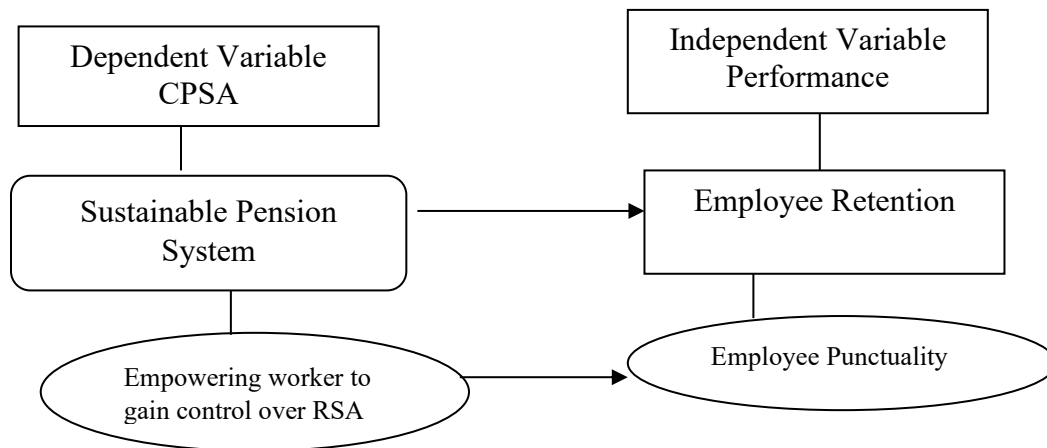 Dependent Variable
CPSA
Independent Variable
Performance
Sustainable Pension
System
Employee Retention
Empowering worker to
gain control over RSA
Employee Punctuality